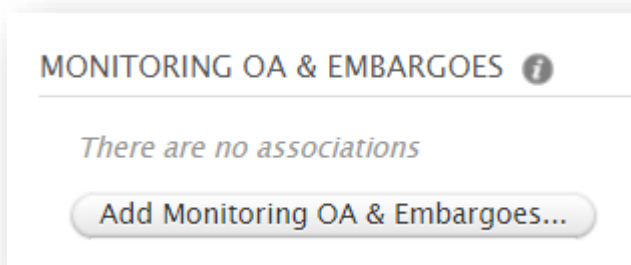 MONITORING OA & EMBARGOES
There are no associations
Add Monitoring OA & Embargoes...